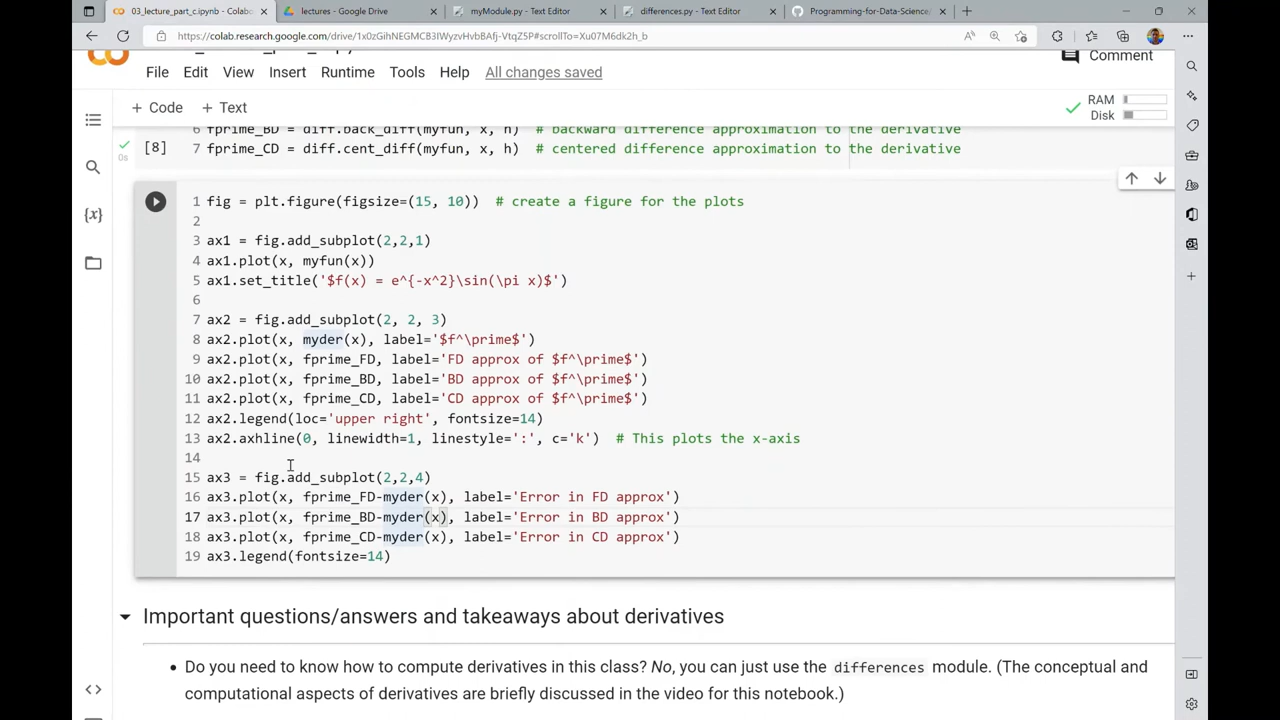 03_lecture_part_c.ipynb - Colabo
lectures - Google Drive
myModule.py - Text Editor
differences.py - Text Editor
Programming-for-Data-Science/
https://colab.research.google.com/drive/1x0zGihNEGMCB3IWyzvHvbBAfj-VtqZ5P#scrollTo=Xu07M6dk2h_b
File Edit View Insert Runtime Tools Help All changes saved
Comment
+ Code + Text
RAM
Disk
6 fprime_BD = diff.back_diff(myfun, x, h) # backward difference approximation to the derivative
[8] 7 fprime_CD = diff.cent_diff(myfun, x, h) # centered difference approximation to the derivative
0s
{x}
1 fig = plt.figure(figsize=(15, 10)) # create a figure for the plots
2
3 ax1 = fig.add_subplot(2,2,1)
4 ax1.plot(x, myfun(x))
5 ax1.set_title('$f(x) = e^{-x^2}\sin(\pi x)$')
6
7 ax2 = fig.add_subplot(2, 2, 3)
8 ax2.plot(x, myder(x), label='$f^\prime$')
9 ax2.plot(x, fprime_FD, label='FD approx of $f^\prime$')
10 ax2.plot(x, fprime_BD, label='BD approx of $f^\prime$')
11 ax2.plot(x, fprime_CD, label='CD approx of $f^\prime$')
12 ax2.legend(loc='upper right', fontsize=14)
13 ax2.axhline(0, linewidth=1, linestyle=':', c='k') # This plots the x-axis
14
15 ax3 = fig.add_subplot(2,2,4)
16 ax3.plot(x, fprime_FD-myder(x), label='Error in FD approx')
17 ax3.plot(x, fprime_BD-myder(x), label='Error in BD approx')
18 ax3.plot(x, fprime_CD-myder(x), label='Error in CD approx')
19 ax3.legend(fontsize=14)
Important questions/answers and takeaways about derivatives
• Do you need to know how to compute derivatives in this class? No, you can just use the differences module. (The conceptual and
computational aspects of derivatives are briefly discussed in the video for this notebook.)